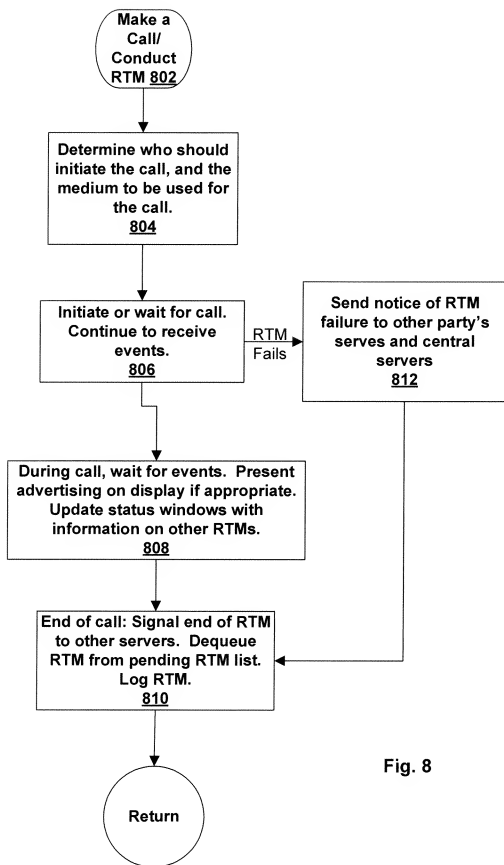 Make a
Call/
Conduct
RTM 802
Determine who should
initiate the call, and the
medium to be used for
the call.
804
Initiate or wait for call.
Continue to receive
events.
806
RTM
Fails
Send notice of RTM
failure to other party's
serves and central
servers
812
During call, wait for events. Present
advertising on display if appropriate.
Update status windows with
information on other RTMs.
808
End of call: Signal end of RTM
to other servers. Dequeue
RTM from pending RTM list.
Log RTM.
810
Return
Fig. 8